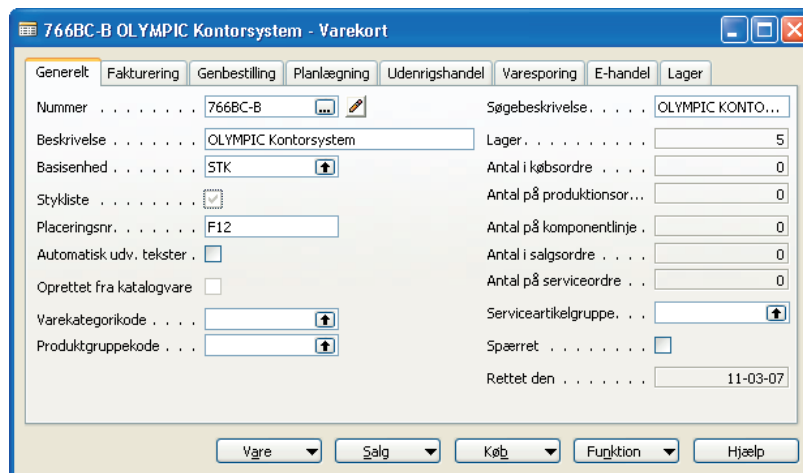 766BC-B OLYMPIC Kontorsystem - Varekort
Generelt Fakturering Genbestilling Planlægning Udenrigshandel Varesporing E-handel Lager
Nummer . . . . . . . . 766BC-B ...
Beskrivelse . . . . . . . OLYMPIC Kontorsystem
Basisenhed . . . . . . . STK
Stykliste . . . . . . . .
Placeringsnr. . . . . . . F12
Automatisk udv. tekster .
Oprettet fra katalogvare
Varekategorikode . . . .
Produktgruppekode . . .
Søgebeskrivelse. . . . . OLYMPIC KONTO...
Lager. . . . . . . . . . 5
Antal i købsordre 0
Antal på produktionsor... 0
Antal på komponentlinje . 0
Antal i salgsordre . . . . 0
Antal på serviceordre . . 0
Serviceartikelgruppe. . .
Spærret . . . . . . . .
Rettet den . . . . . . . 11-03-07
Vare Salg Køb Funktion Hjælp